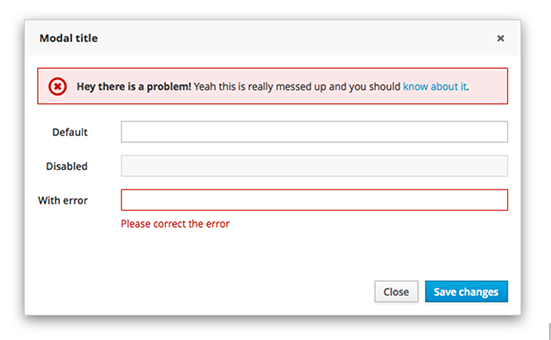 Modal title ×
Hey there is a problem! Yeah this is really messed up and you should know about it.
Default
Disabled
With error
Please correct the error
Close Save changes